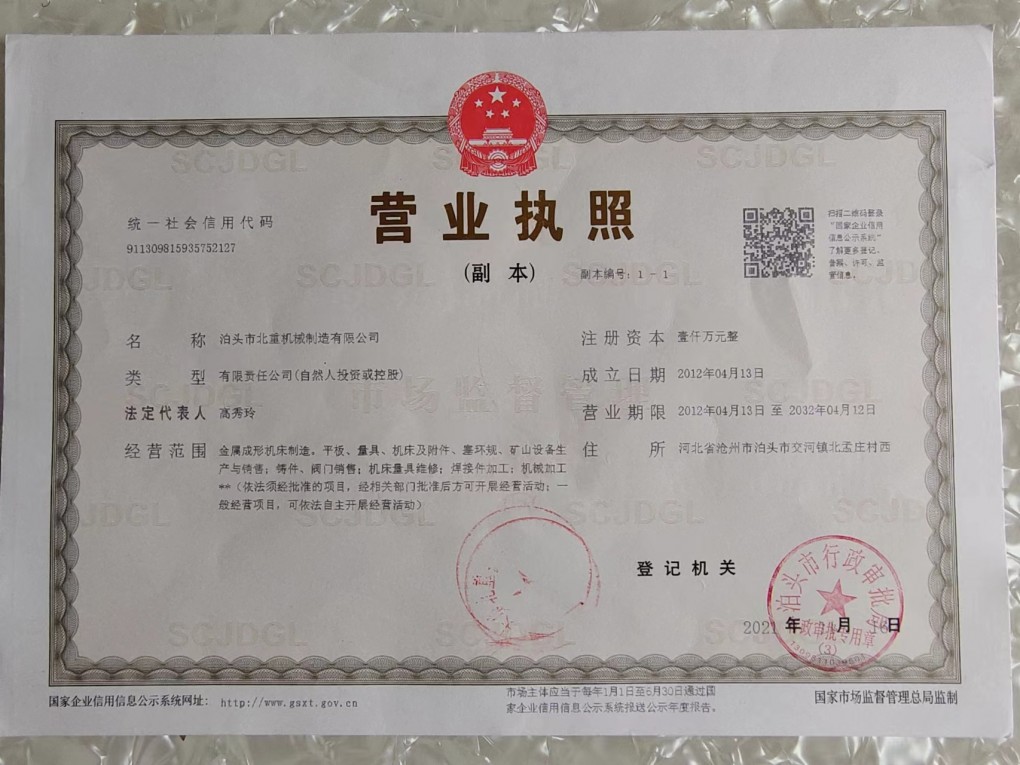 营业执照
(副本)
副本编号：1-1
统一社会信用代码
911309815935752127
扫描二维码登录
“国家企业信用
信息公示系统”
了解更多登记、
备案、许可、监
管信息。
名称 泊头市北重机械制造有限公司
类型 有限责任公司(自然人投资或控股)
法定代表人 高秀玲
经营范围 金属成形机床制造。平板、量具、机床及附件、塞环规、矿山设备生
产与销售；铸件、阀门销售；机床量具维修；焊接件加工；机械加工
**（依法须经批准的项目，经相关部门批准后方可开展经营活动；一
般经营项目，可依法自主开展经营活动）
注册资本 壹仟万元整
成立日期 2012年04月13日
营业期限 2012年04月13日 至 2032年04月12日
住所 河北省沧州市泊头市交河镇北孟庄村西
登记机关
泊头市行政审批局
行政审批专用章
(3)
2021 年 月 日
国家企业信用信息公示系统网址： http://www.gsxt.gov.cn
市场主体应当于每年1月1日至6月30日通过国
家企业信用信息公示系统报送公示年度报告。
国家市场监督管理总局监制
市场监督管理
SCJDGL